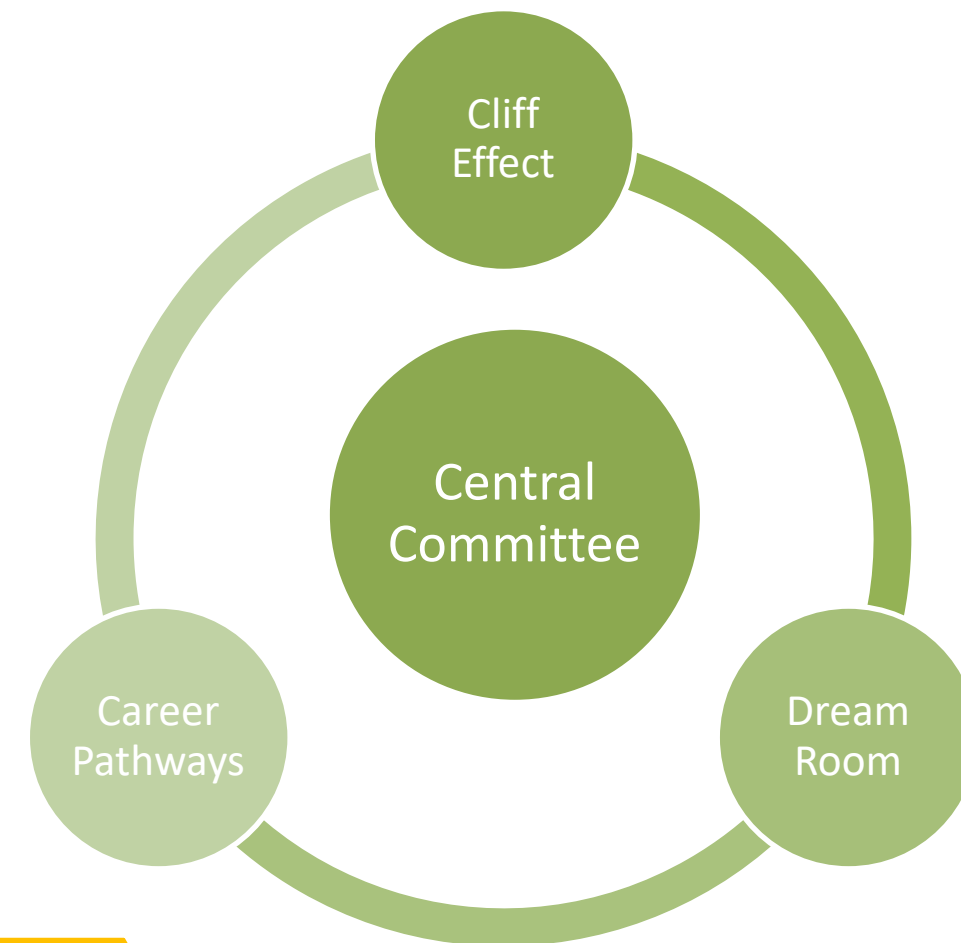 Cliff
Effect
Central
Committee
Career
Pathways
Dream
Room